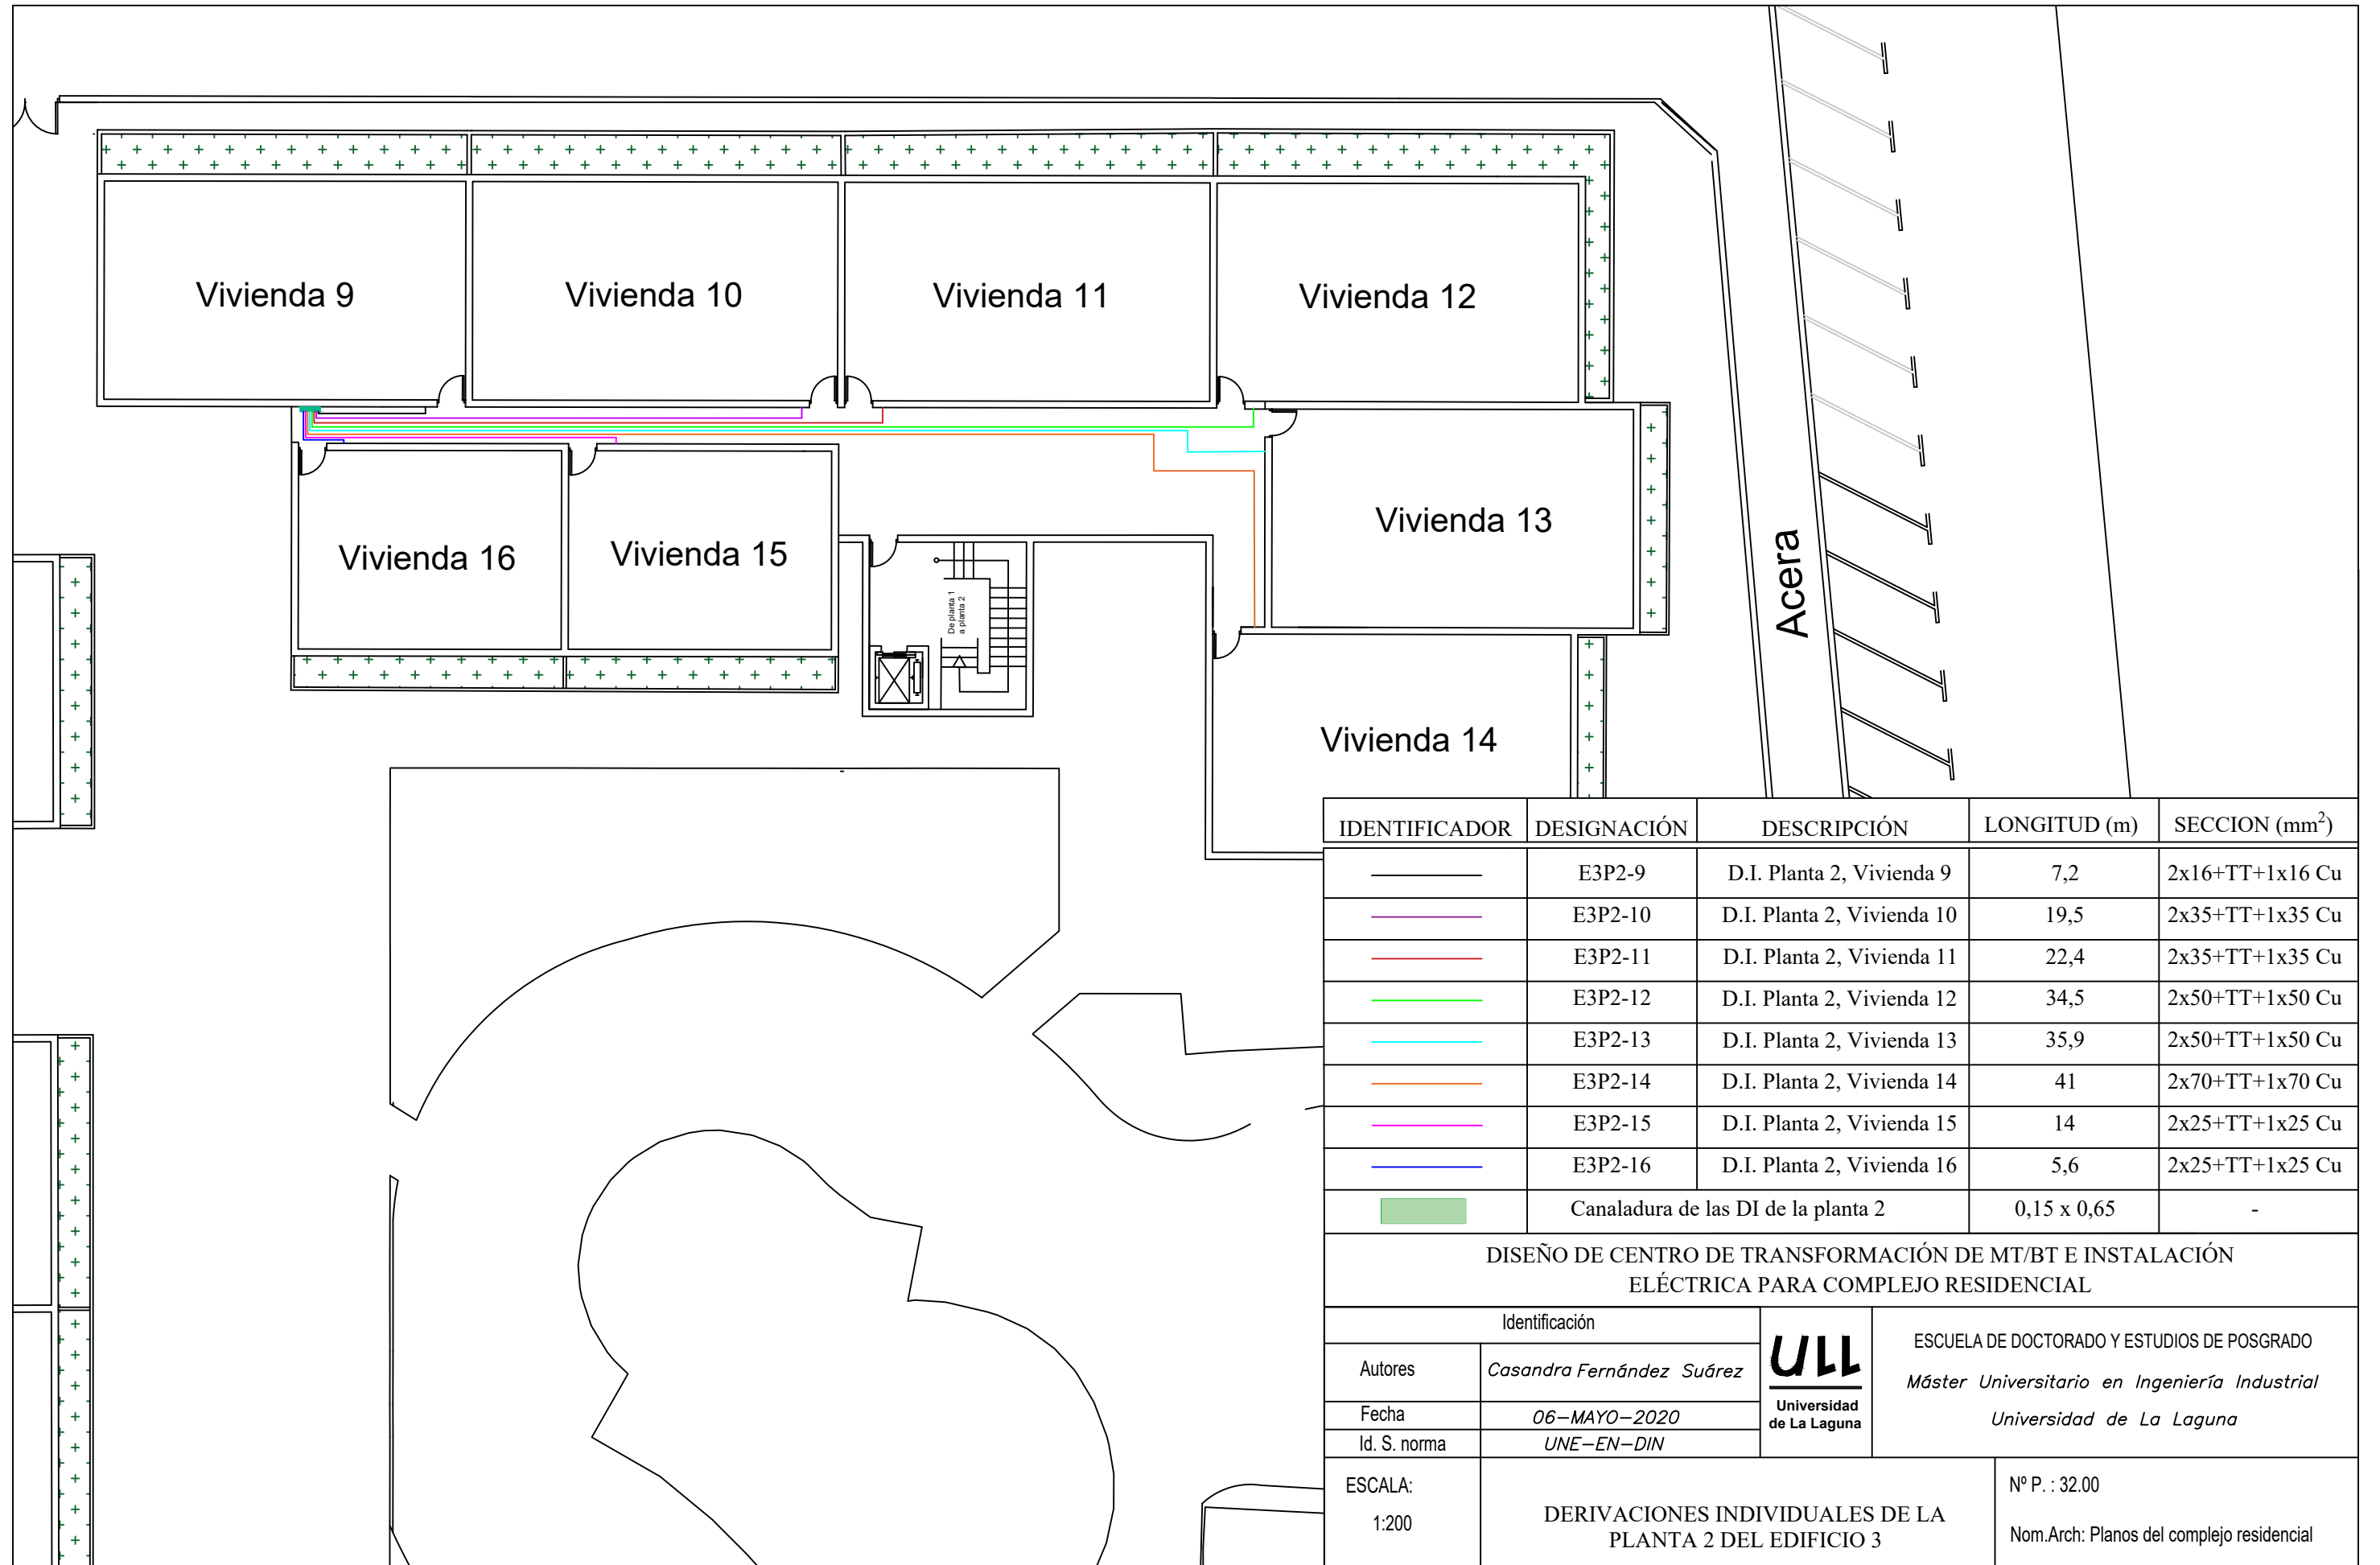 Vivienda 9
Vivienda 10
Vivienda 11
Vivienda 12
Vivienda 16
Vivienda 15
Vivienda 13
Vivienda 14
De planta 1
a planta 2
Acera
IDENTIFICADOR DESIGNACIÓN DESCRIPCIÓN LONGITUD (m) SECCION (mm²)
E3P2-9 D.I. Planta 2, Vivienda 9 7,2 2x16+TT+1x16 Cu
E3P2-10 D.I. Planta 2, Vivienda 10 19,5 2x35+TT+1x35 Cu
E3P2-11 D.I. Planta 2, Vivienda 11 22,4 2x35+TT+1x35 Cu
E3P2-12 D.I. Planta 2, Vivienda 12 34,5 2x50+TT+1x50 Cu
E3P2-13 D.I. Planta 2, Vivienda 13 35,9 2x50+TT+1x50 Cu
E3P2-14 D.I. Planta 2, Vivienda 14 41 2x70+TT+1x70 Cu
E3P2-15 D.I. Planta 2, Vivienda 15 14 2x25+TT+1x25 Cu
E3P2-16 D.I. Planta 2, Vivienda 16 5,6 2x25+TT+1x25 Cu
Canaladura de las DI de la planta 2 0,15 x 0,65 -
DISEÑO DE CENTRO DE TRANSFORMACIÓN DE MT/BT E INSTALACIÓN
ELÉCTRICA PARA COMPLEJO RESIDENCIAL
Identificación
Autores Casandra Fernández Suárez
Fecha 06-MAYO-2020
Id. S. norma UNE-EN-DIN
ULL
Universidad
de La Laguna
ESCUELA DE DOCTORADO Y ESTUDIOS DE POSGRADO
Máster Universitario en Ingeniería Industrial
Universidad de La Laguna
ESCALA:
1:200
DERIVACIONES INDIVIDUALES DE LA
PLANTA 2 DEL EDIFICIO 3
Nº P. : 32.00
Nom.Arch: Planos del complejo residencial